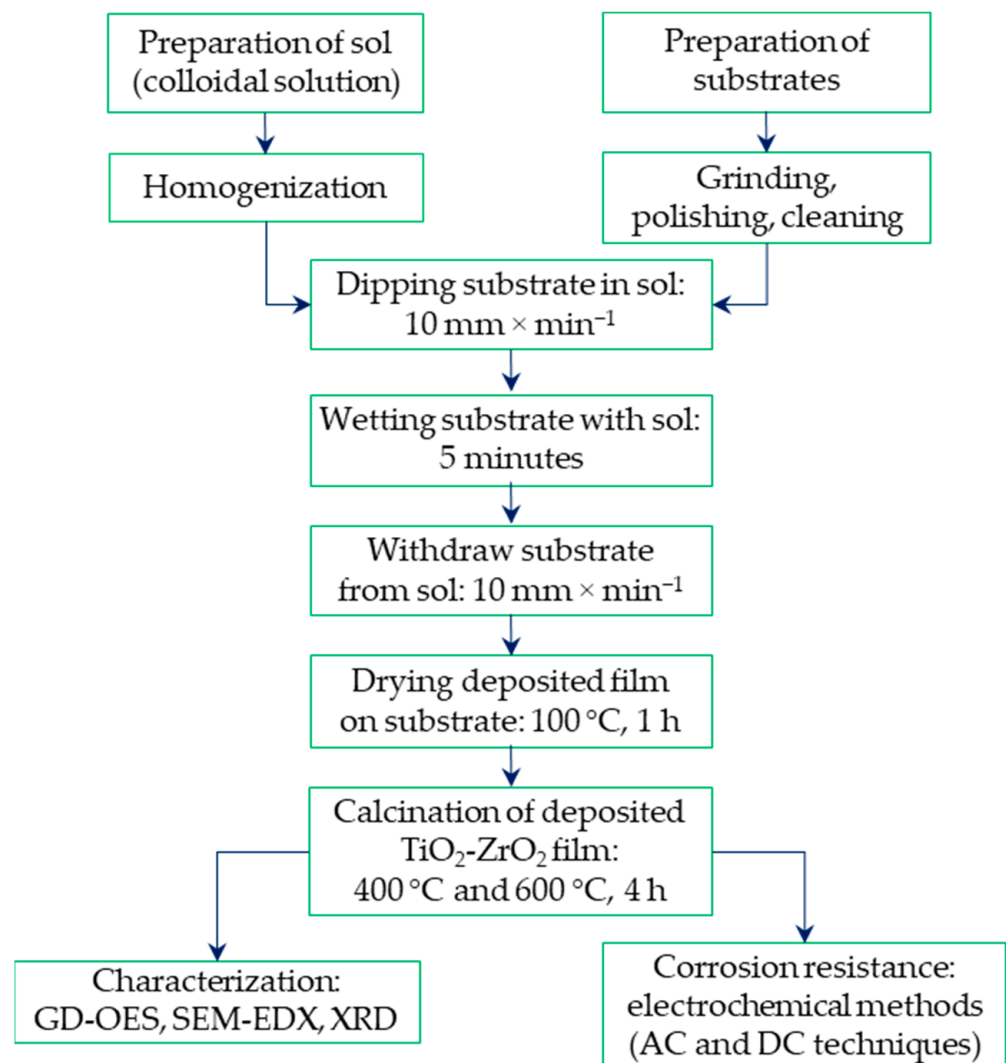 Preparation of sol
(colloidal solution)
Preparation of
substrates
Homogenization
Grinding,
polishing, cleaning
Dipping substrate in sol:
10 mm × min⁻¹
Wetting substrate with sol:
5 minutes
Withdraw substrate
from sol: 10 mm × min⁻¹
Drying deposited film
on substrate: 100 °C, 1 h
Calcination of deposited
TiO₂-ZrO₂ film:
400 °C and 600 °C, 4 h
Characterization:
GD-OES, SEM-EDX, XRD
Corrosion resistance:
electrochemical methods
(AC and DC techniques)